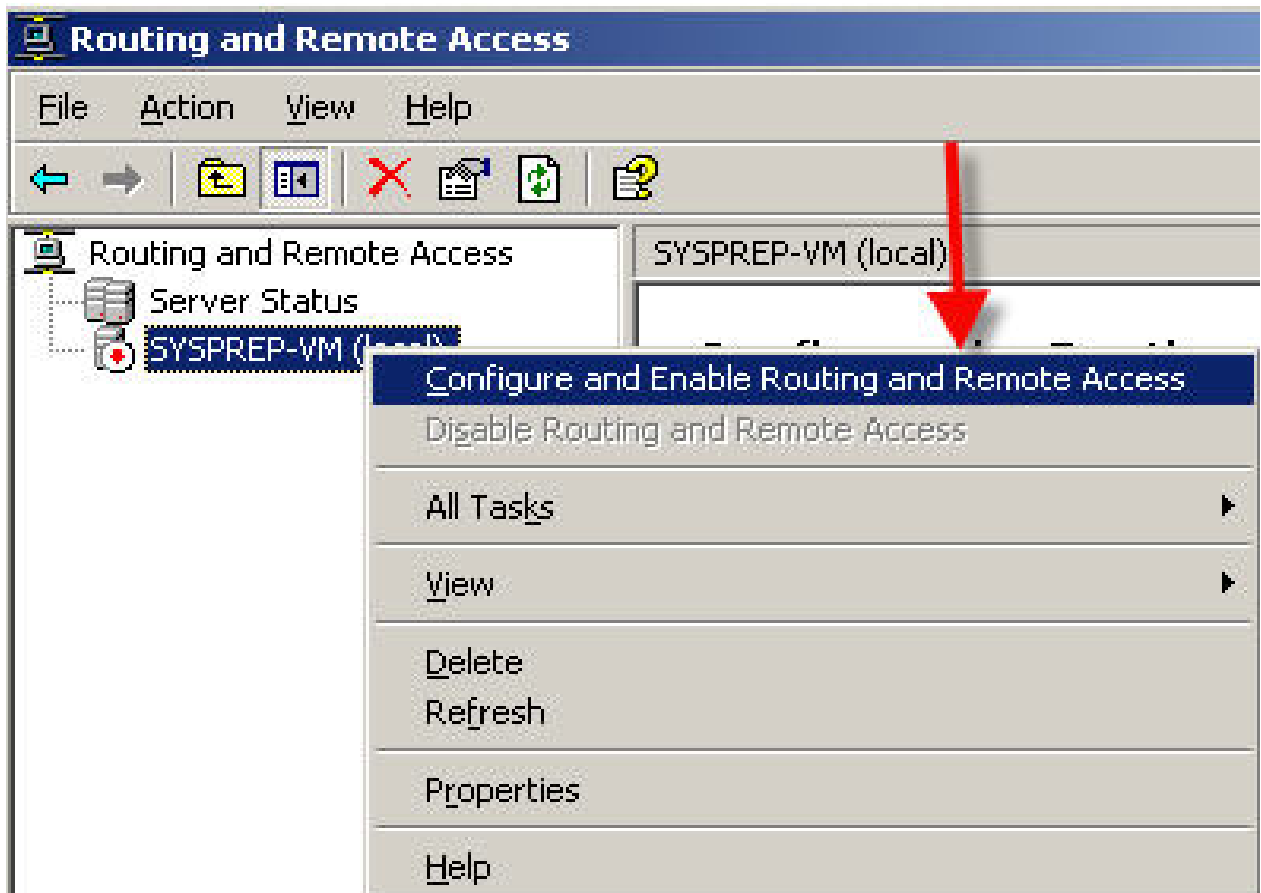 Routing and Remote Access
File Action View Help
Routing and Remote Access
Server Status
SYSPREP-VM (local)
SYSPREP-VM (local)
Configure and Enable Routing and Remote Access
Disable Routing and Remote Access
All Tasks
View
Delete
Refresh
Properties
Help